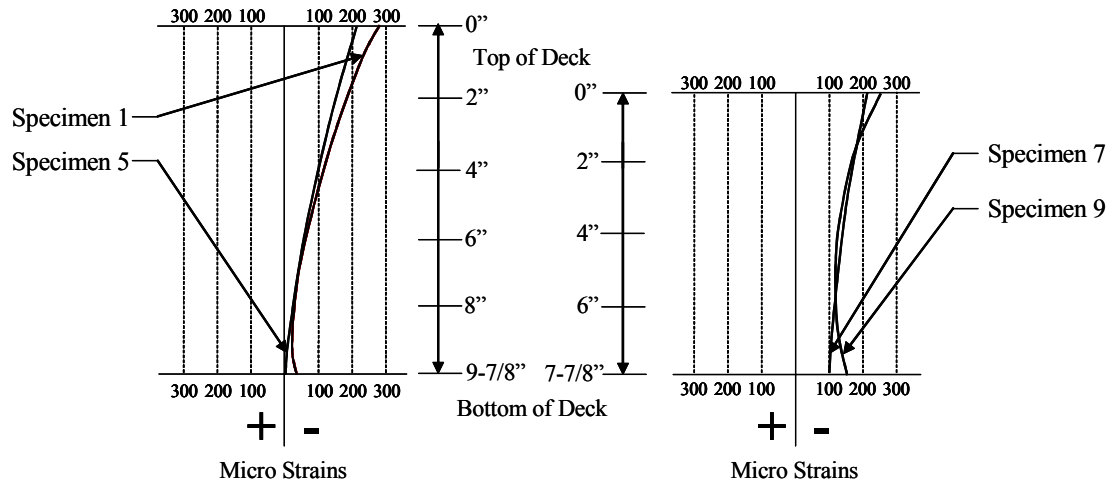 300 200 100 100 200 300
0”
Top of Deck
2”
Specimen 1
Specimen 5
4”
6”
8”
9-7/8”
300 200 100 100 200 300
Bottom of Deck
+ -
Micro Strains
300 200 100 100 200 300
0”
2”
Specimen 7
Specimen 9
4”
6”
7-7/8”
300 200 100 100 200 300
+ -
Micro Strains